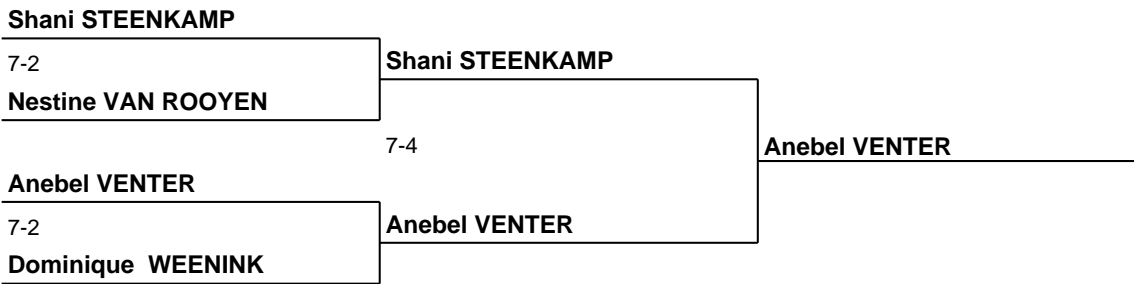 Shani STEENKAMP
7-2
Nestine VAN ROOYEN
Shani STEENKAMP
7-4
Anebel VENTER
Anebel VENTER
7-2
Dominique  WEENINK
Anebel VENTER